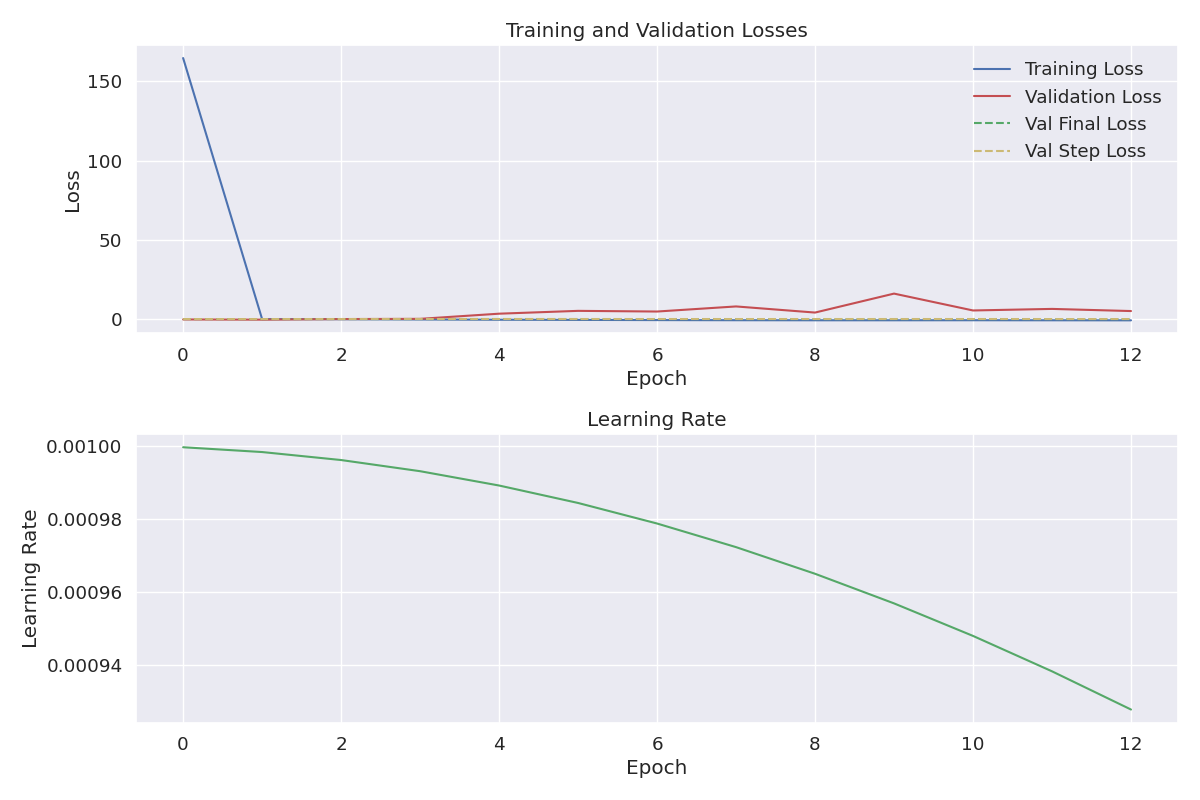 Training and Validation Losses
150
100
50
0
Loss
Training Loss
Validation Loss
Val Final Loss
Val Step Loss
0 2 4 6 8 10 12
Epoch
Learning Rate
0.00100
0.00098
0.00096
0.00094
Learning Rate
0 2 4 6 8 10 12
Epoch